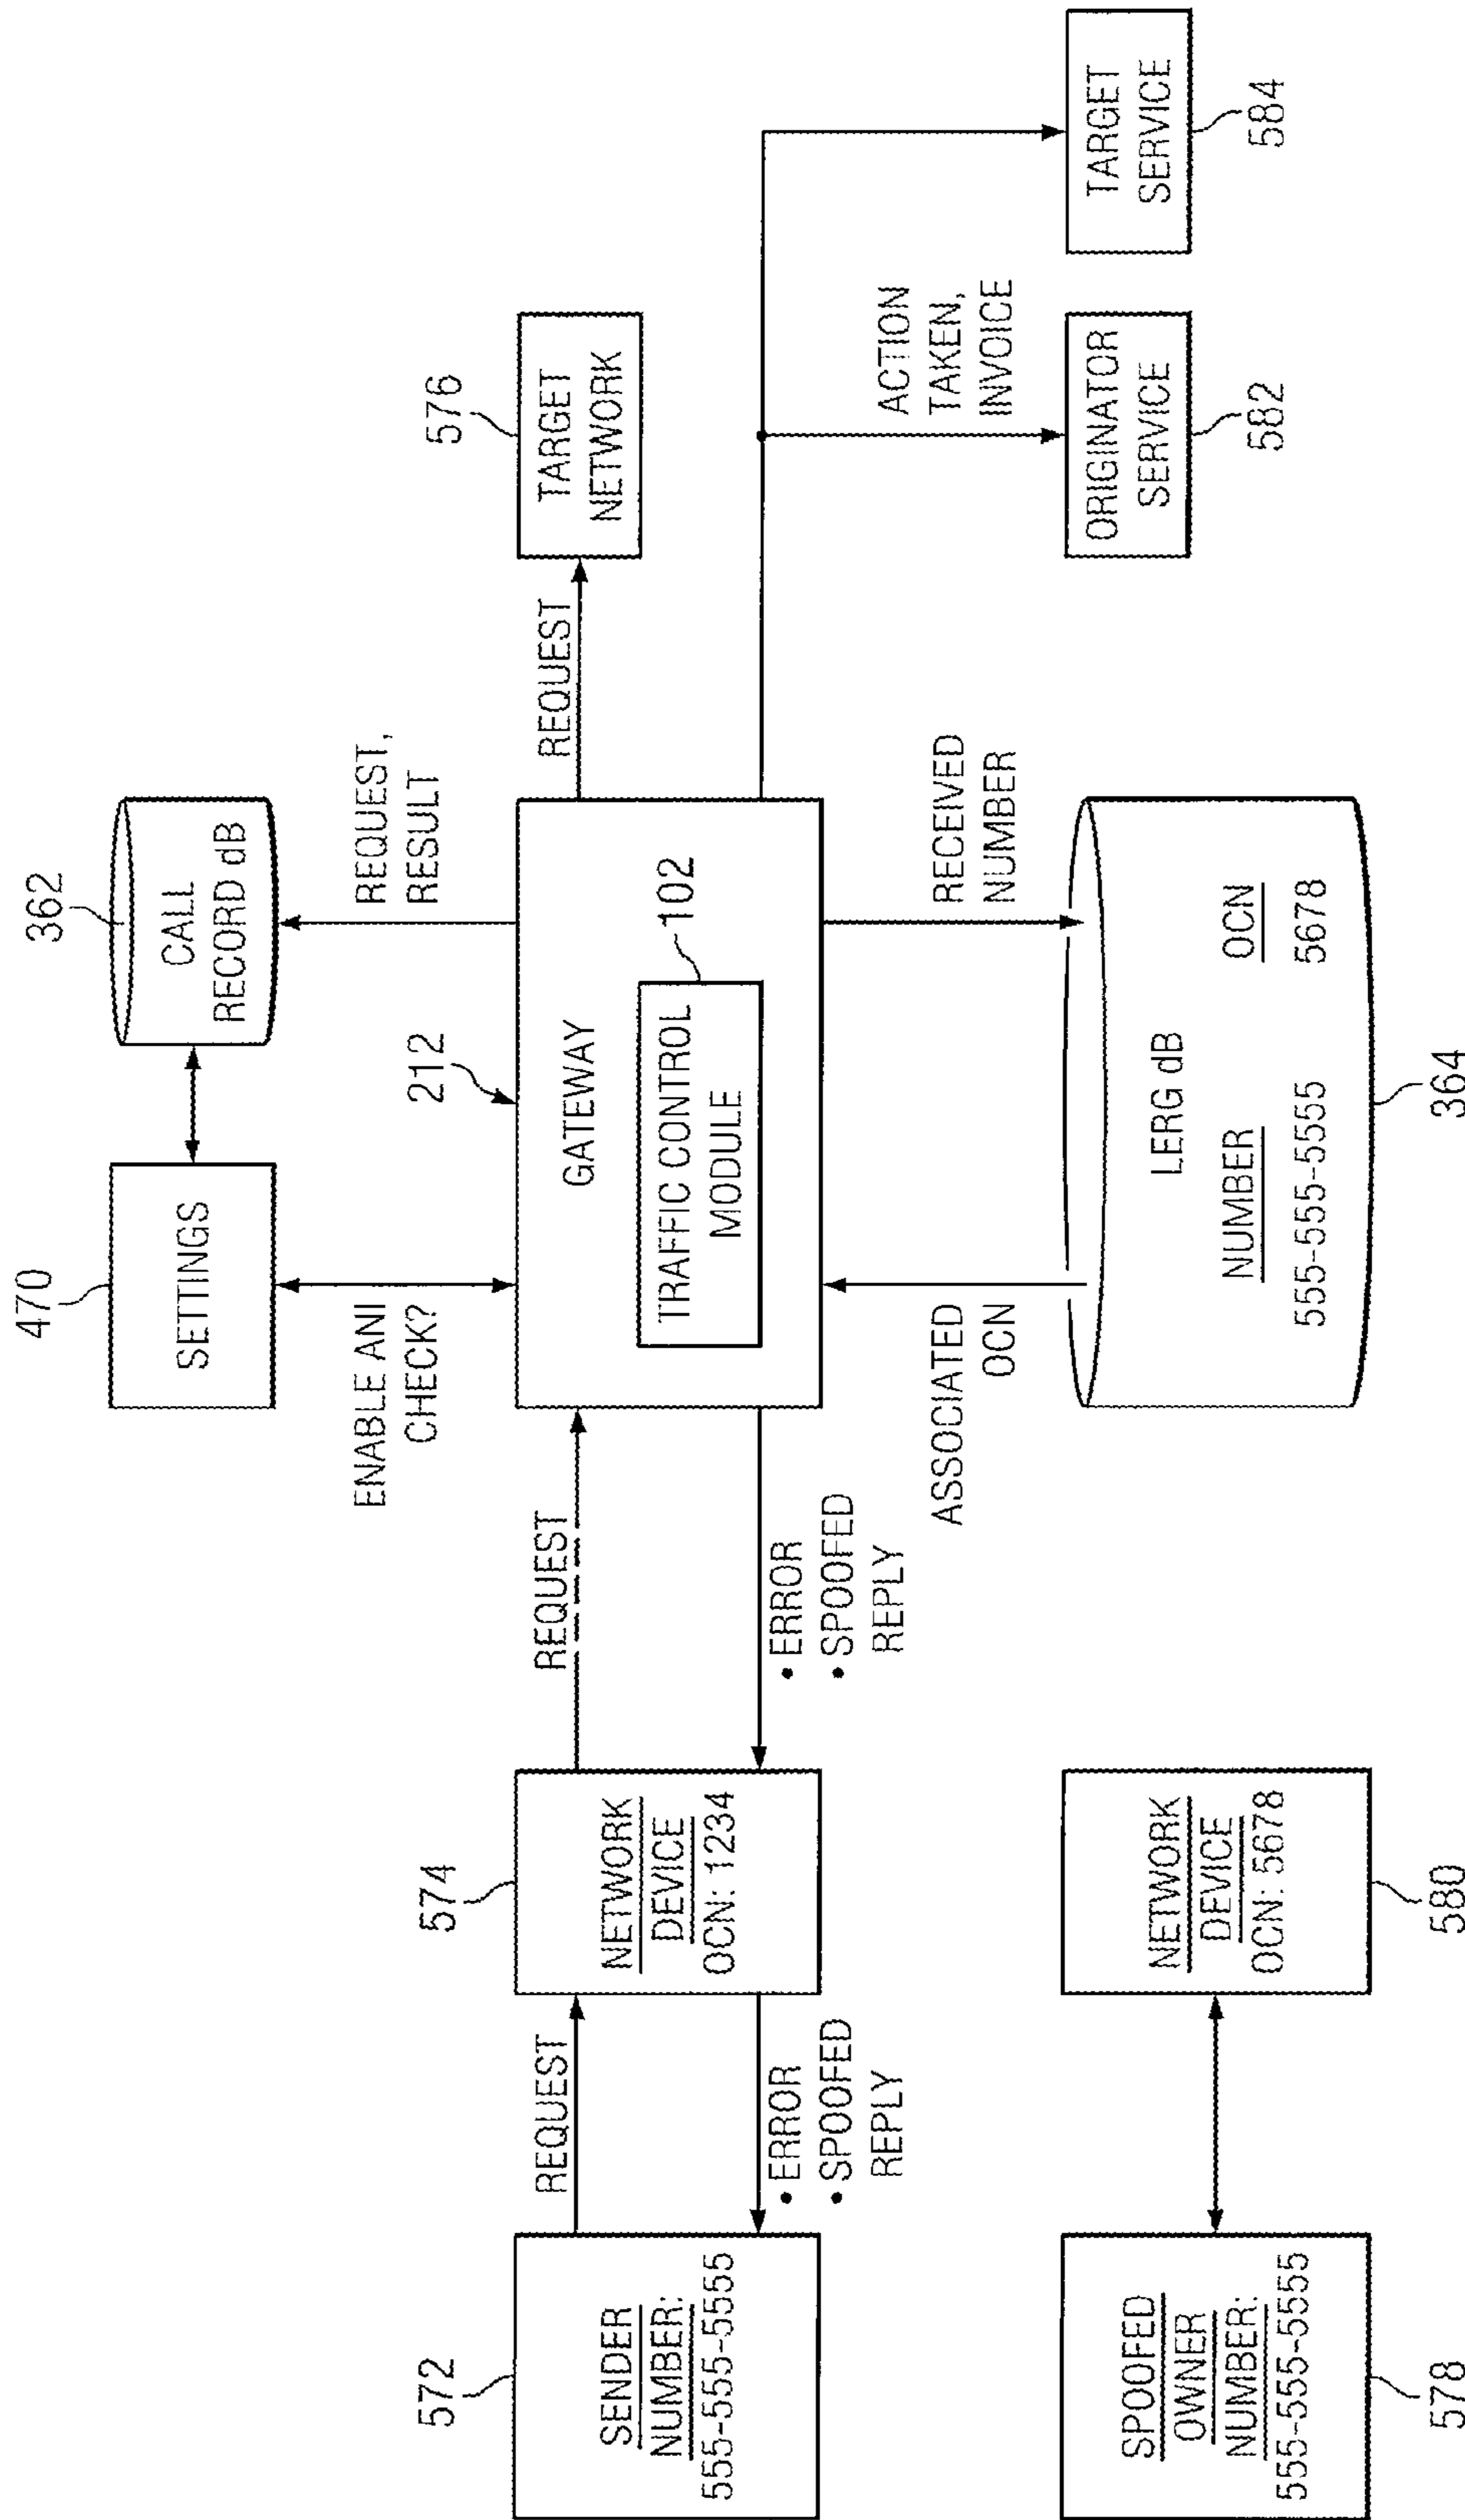 362
CALL
RECORD dB
470
SETTINGS
REQUEST,
RESULT
ENABLE ANI
CHECK?
576
TARGET
NETWORK
572
SENDER
NUMBER:
555-555-5555
REQUEST
• ERROR
• SPOOFED
REPLY
574
NETWORK
DEVICE
OCN: 1234
REQUEST
• ERROR
• SPOOFED
REPLY
212
GATEWAY
TRAFFIC CONTROL
MODULE
102
REQUEST
ASSOCIATED
OCN
RECEIVED
NUMBER
ACTION
TAKEN,
INVOICE
SPOOFED
OWNER
NUMBER:
555-555-5555
578
NETWORK
DEVICE
OCN: 5678
580
LERG dB
NUMBER
555-555-5555
OCN
5678
364
ORIGINATOR
SERVICE
582
TARGET
SERVICE
584